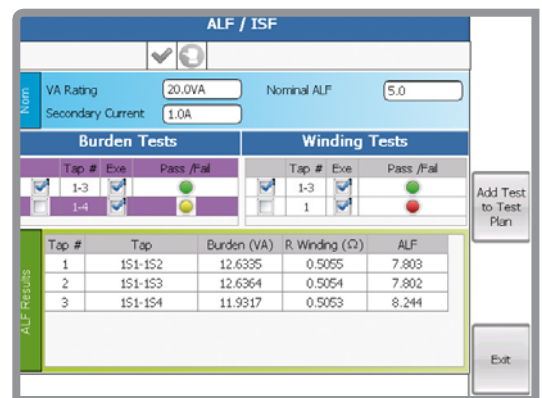 ALF / ISF
Nom
VA Rating 20.0VA Nominal ALF 5.0
Secondary Current 1.0A
Burden Tests Winding Tests
Tap # Exe Pass /Fail Tap # Exe Pass /Fail
1-3 1-3
1-4 1
Add Test to Test Plan
ALF Results
Tap # Tap Burden (VA) R. Winding (Ω) ALF
1 1S1-1S2 12.6335 0.5055 7.803
2 1S1-1S3 12.6364 0.5054 7.802
3 1S1-1S4 11.9317 0.5053 8.244
Exit